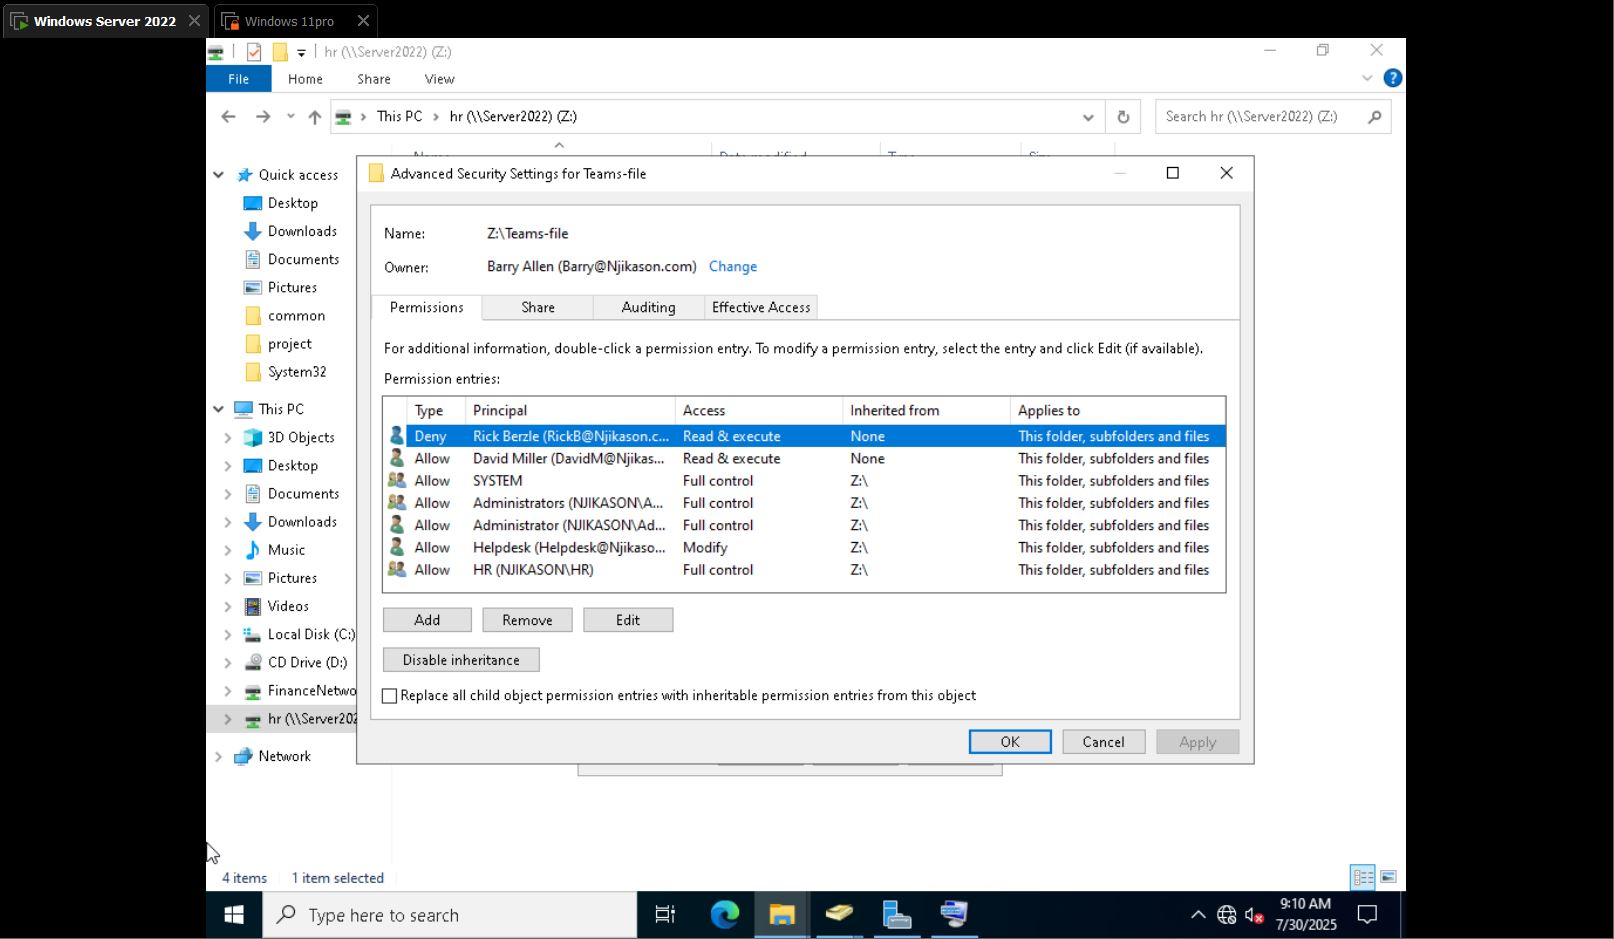 Windows Server 2022
Windows 11pro
hr (\\Server2022) (Z:)
File Home Share View
This PC hr (\\Server2022) (Z:)
Search hr (\\Server2022) (Z:)
Quick access
Desktop
Downloads
Documents
Pictures
common
project
System32
This PC
3D Objects
Desktop
Documents
Downloads
Music
Pictures
Videos
Local Disk (C:)
CD Drive (D:)
FinanceNetwo
hr (\\Server202
Network
Advanced Security Settings for Teams-file
Name: Z:\Teams-file
Owner: Barry Allen (Barry@Njikason.com) Change
Permissions Share Auditing Effective Access
For additional information, double-click a permission entry. To modify a permission entry, select the entry and click Edit (if available).
Permission entries:
Type Principal Access Inherited from Applies to
Deny Rick Berzle (RickB@Njikason.c... Read & execute None This folder, subfolders and files
Allow David Miller (DavidM@Njikas... Read & execute None This folder, subfolders and files
Allow SYSTEM Full control Z:\ This folder, subfolders and files
Allow Administrators (NJIKASON\A... Full control Z:\ This folder, subfolders and files
Allow Administrator (NJIKASON\Ad... Full control Z:\ This folder, subfolders and files
Allow Helpdesk (Helpdesk@Njikaso... Modify Z:\ This folder, subfolders and files
Allow HR (NJIKASON\HR) Full control Z:\ This folder, subfolders and files
Add Remove Edit
Disable inheritance
Replace all child object permission entries with inheritable permission entries from this object
OK Cancel Apply
4 items 1 item selected
Type here to search
9:10 AM
7/30/2025